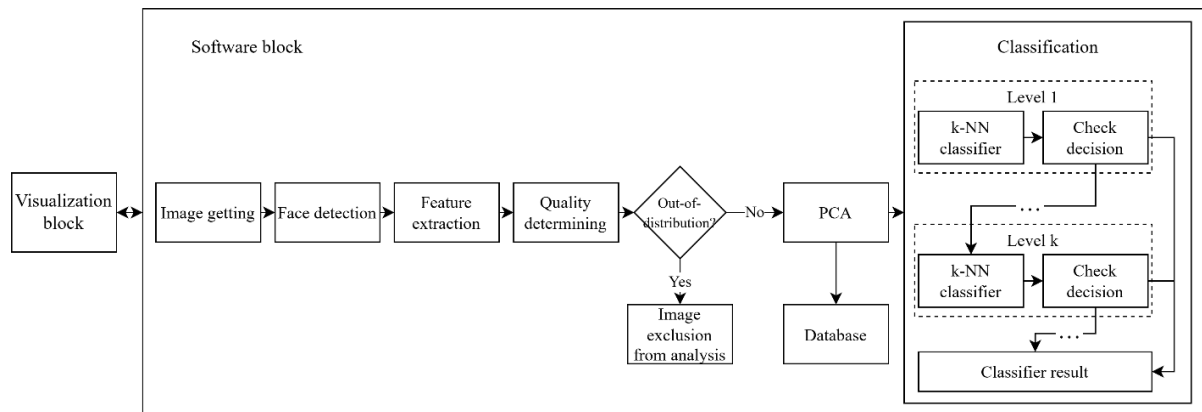 Software block
Classification
Level 1
k-NN
classifier
Check
decision
...
Visualization
block
Image getting
Face detection
Feature
extraction
Quality
determining
Out-of-
distribution?
No
PCA
Yes
Image
exclusion
from analysis
Database
Level k
k-NN
classifier
Check
decision
...
Classifier result